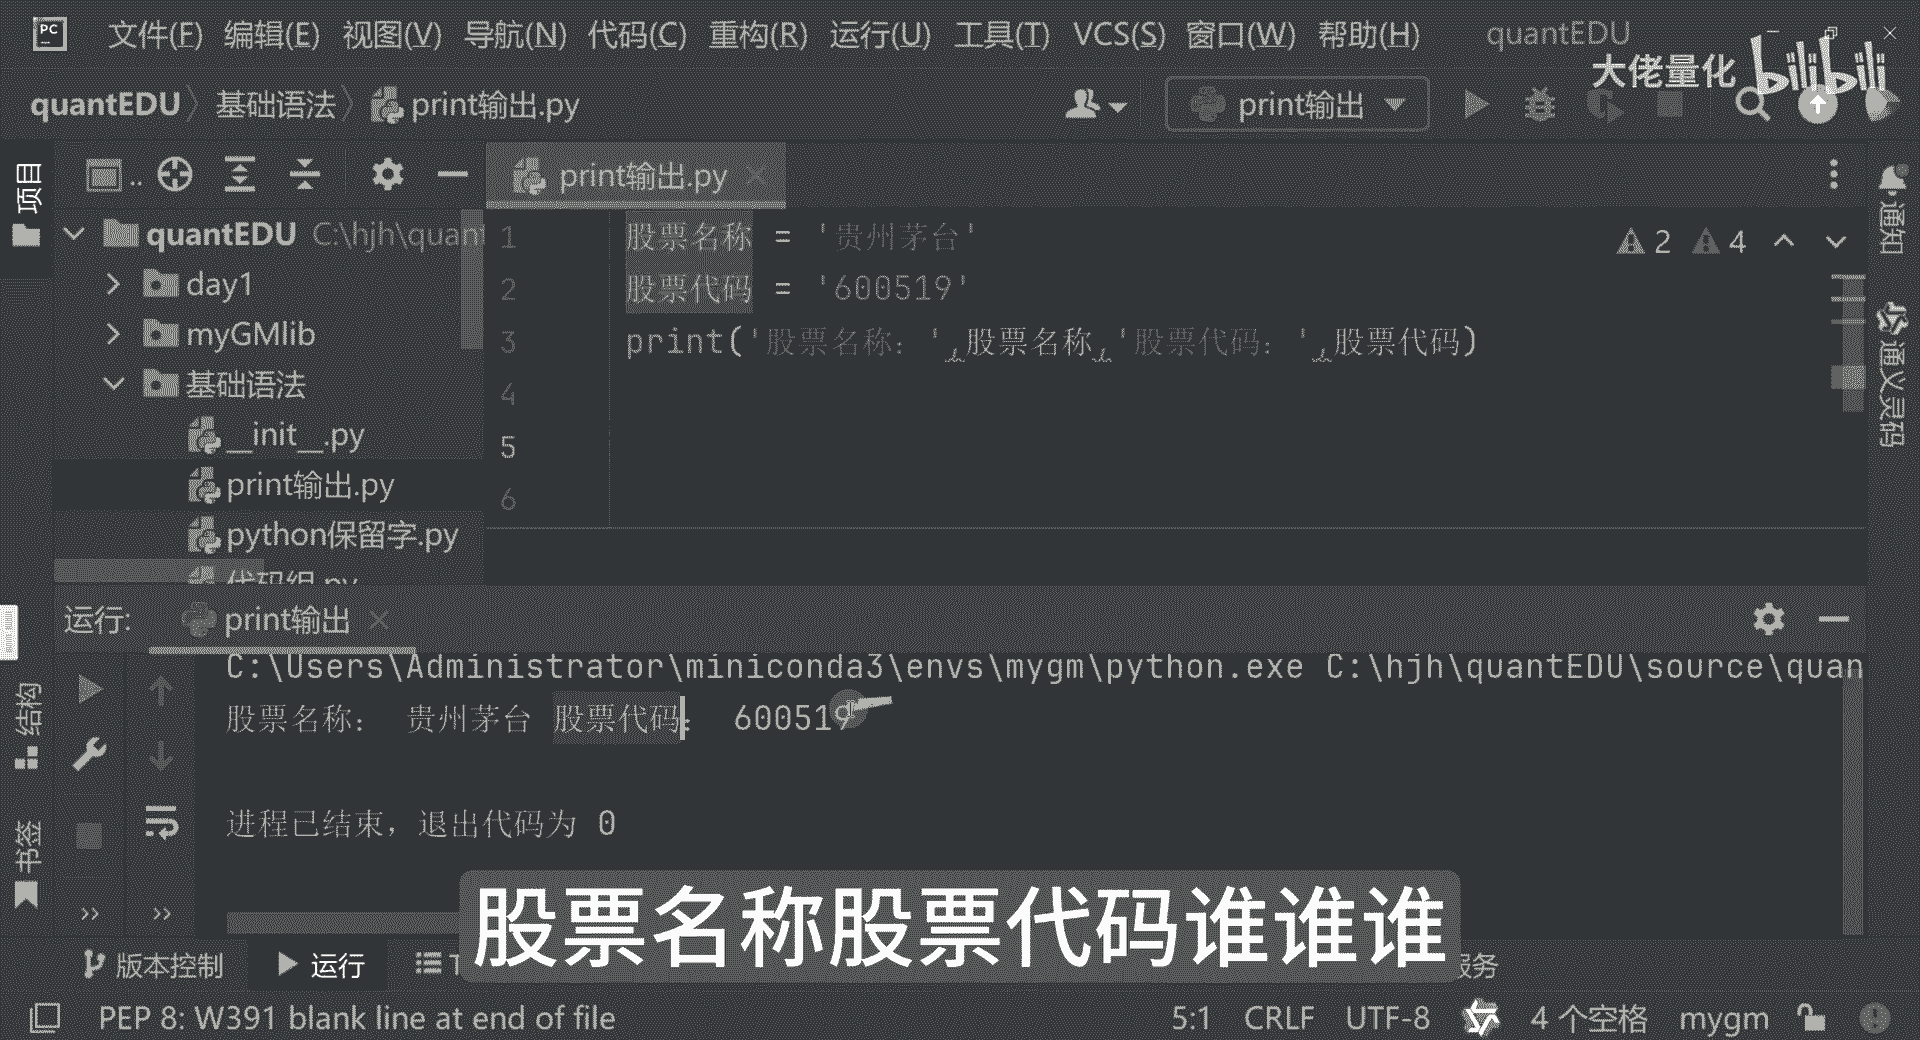 PC 文件(F) 编辑(E) 视图(V) 导航(N) 代码(C) 重构(R) 运行(U) 工具(T) VCS(S) 窗口(W) 帮助(H) quantEDU
大佬量化 bilibili
quantEDU 基础语法 print输出.py print输出
项目
print输出.py
通知
quantEDU C:\hjh\quan
day1
myGMlib
基础语法
__init__.py
print输出.py
python保留字.py
代码组.py
1 股票名称 = '贵州茅台'
2 股票代码 = '600519'
3 print('股票名称：',股票名称,'股票代码：',股票代码)
4
5
6
2 4
通义灵码
运行: print输出
C:\Users\Administrator\miniconda3\envs\mygm\python.exe C:\hjh\quantEDU\source\quan
股票名称： 贵州茅台 股票代码： 600519
进程已结束，退出代码为 0
结构
书签
股票名称股票代码谁谁谁
版本控制 运行 服务
PEP 8: W391 blank line at end of file 5:1 CRLF UTF-8 4 个空格 mygm